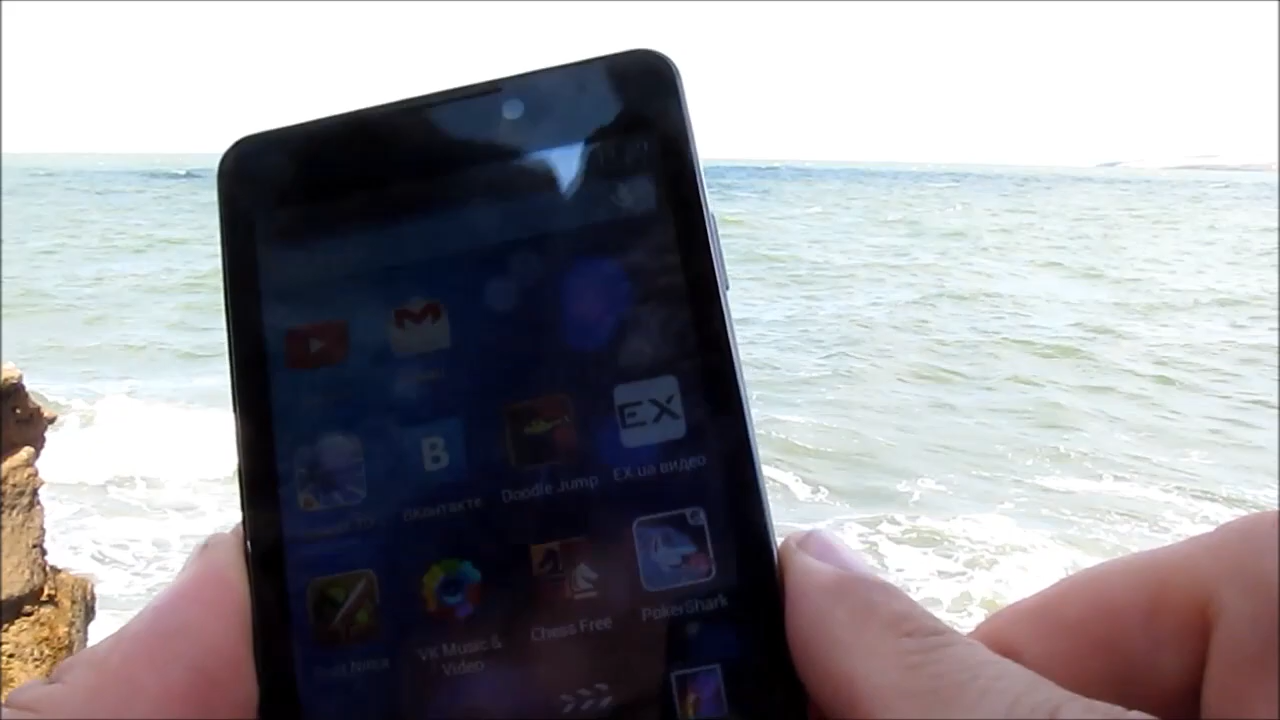 B
EX
вконтакте
Doodle Jump
EX.ua видео
VK Music &
Video
Chess Free
PokerShark